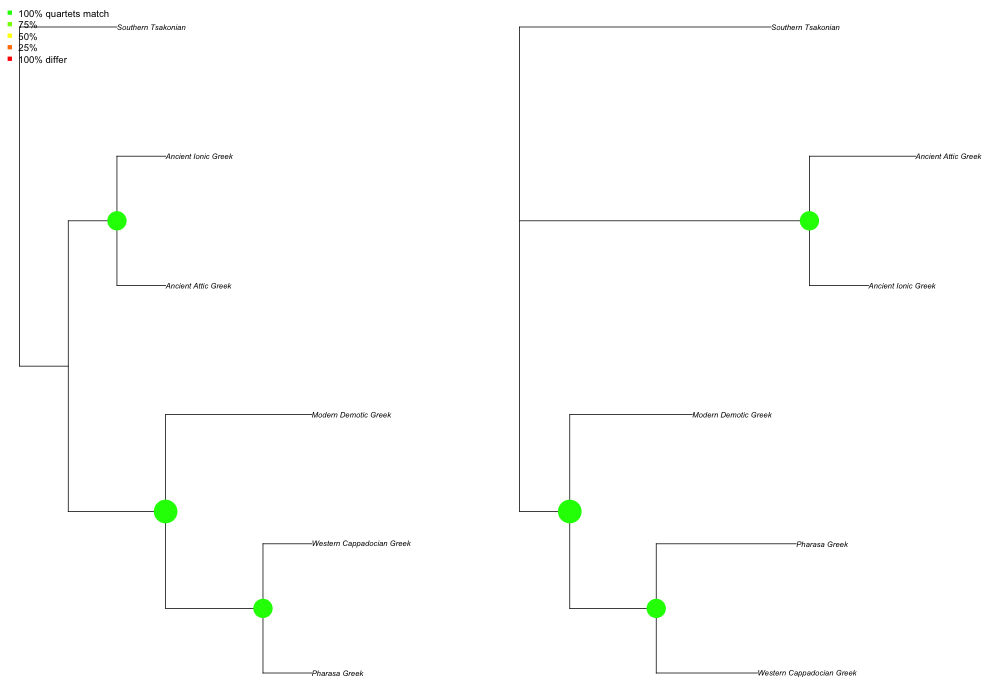 100% quartets match
75%
50%
25%
100% differ
Southern Tsakonian
Ancient Ionic Greek
Ancient Attic Greek
Modern Demotic Greek
Western Cappadocian Greek
Pharasa Greek
Southern Tsakonian
Ancient Attic Greek
Ancient Ionic Greek
Modern Demotic Greek
Pharasa Greek
Western Cappadocian Greek